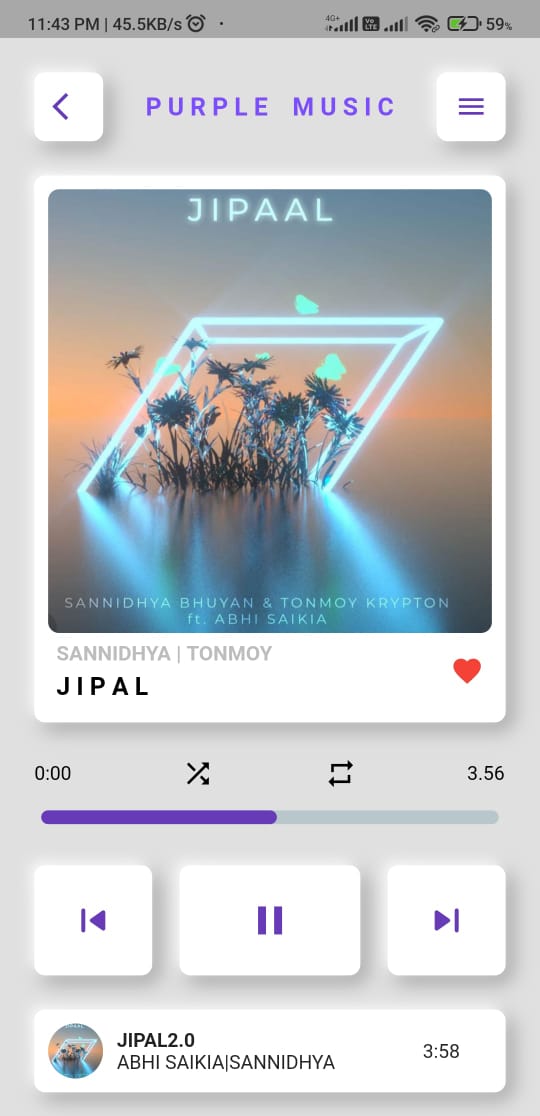 11:43 PM | 45.5KB/s
4G+
Vo
LTE
59%
PURPLE MUSIC
JIPAAL
SANNIDHYA BHUYAN & TONMOY KRYPTON
ft. ABHI SAIKIA
SANNIDHYA | TONMOY
JIPAL
0:00
3.56
JIPAL2.0
ABHI SAIKIA|SANNIDHYA
3:58